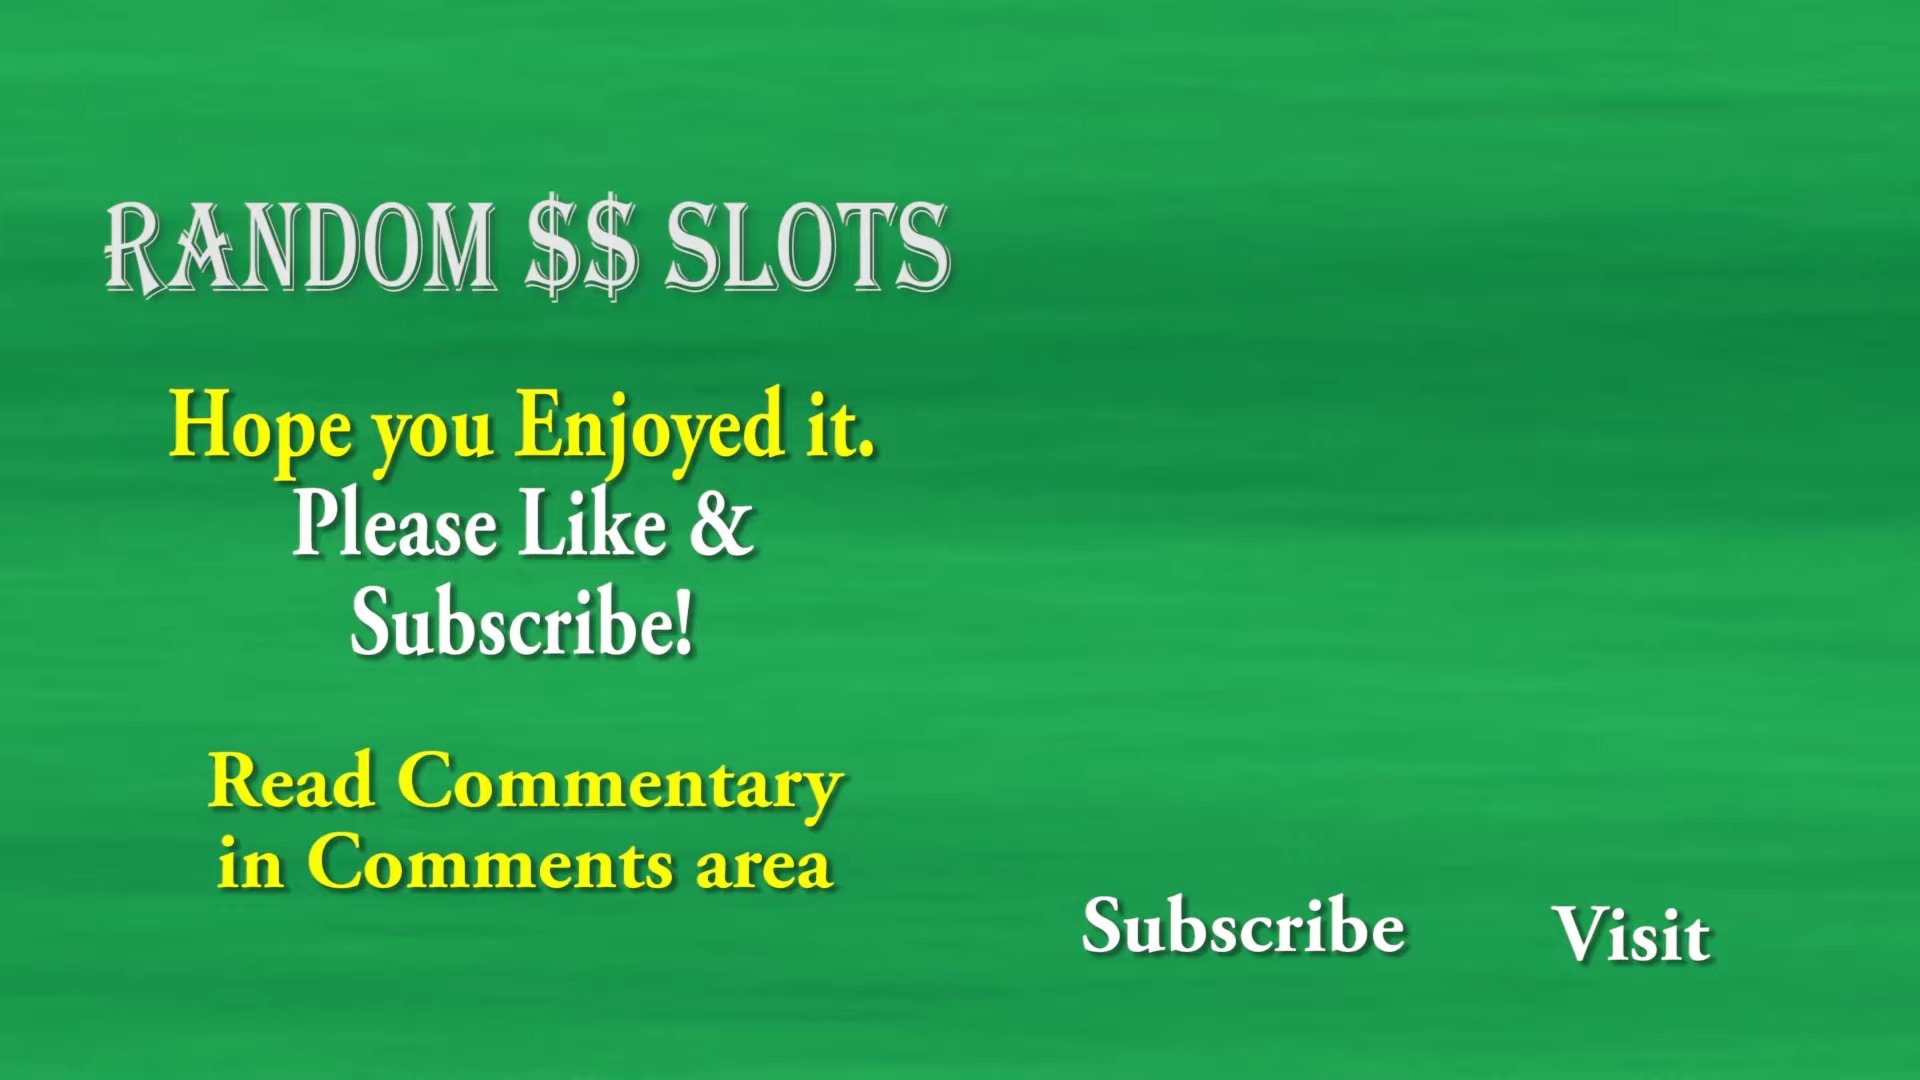 RANDOM $$ SLOTS
Hope you Enjoyed it.
Please Like &
Subscribe!
Read Commentary
in Comments area
Subscribe
Visit